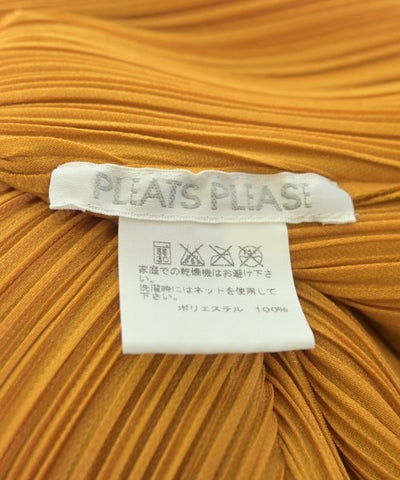 PLEATS PLEASE
家庭での乾燥機はお避け下さい。
洗濯時にはネットを使用して下さい。
ポリエステル 100%